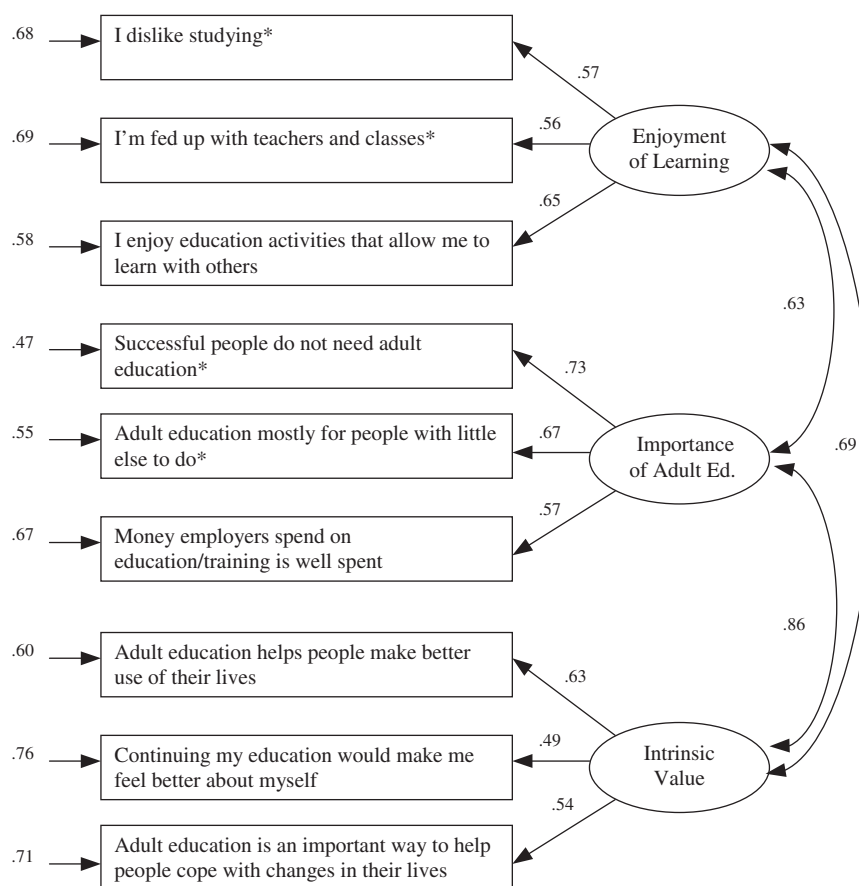 .68
I dislike studying*
.57
.69
I'm fed up with teachers and classes*
.56
Enjoyment
of Learning
.65
.58
I enjoy education activities that allow me to
learn with others
.63
.47
Successful people do not need adult
education*
.73
.55
Adult education mostly for people with little
else to do*
.67
Importance
of Adult Ed.
.69
.57
.67
Money employers spend on
education/training is well spent
.86
.60
Adult education helps people make better
use of their lives
.63
.76
Continuing my education would make me
feel better about myself
.49
Intrinsic
Value
.54
.71
Adult education is an important way to help
people cope with changes in their lives